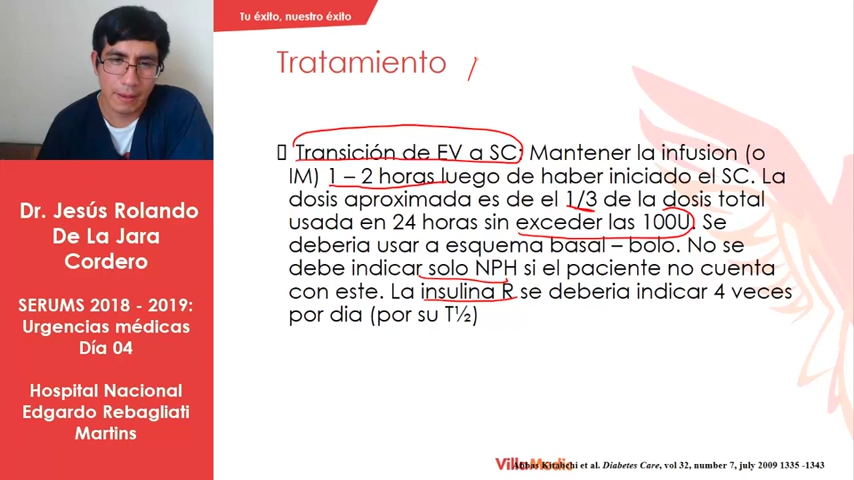 Tu éxito, nuestro éxito
Tratamiento
Transición de EV a SC: Mantener la infusion (o
IM) 1 – 2 horas luego de haber iniciado el SC. La
dosis aproximada es de el 1/3 de la dosis total
usada en 24 horas sin exceder las 100U. Se
deberia usar a esquema basal – bolo. No se
debe indicar solo NPH si el paciente no cuenta
con este. La insulina R se deberia indicar 4 veces
por dia (por su T½)
Dr. Jesús Rolando
De La Jara
Cordero
SERUMS 2018 - 2019:
Urgencias médicas
Día 04
Hospital Nacional
Edgardo Rebagliati
Martins
Abbas Kitabchi et al. Diabetes Care, vol 32, number 7, july 2009 1335 -1343